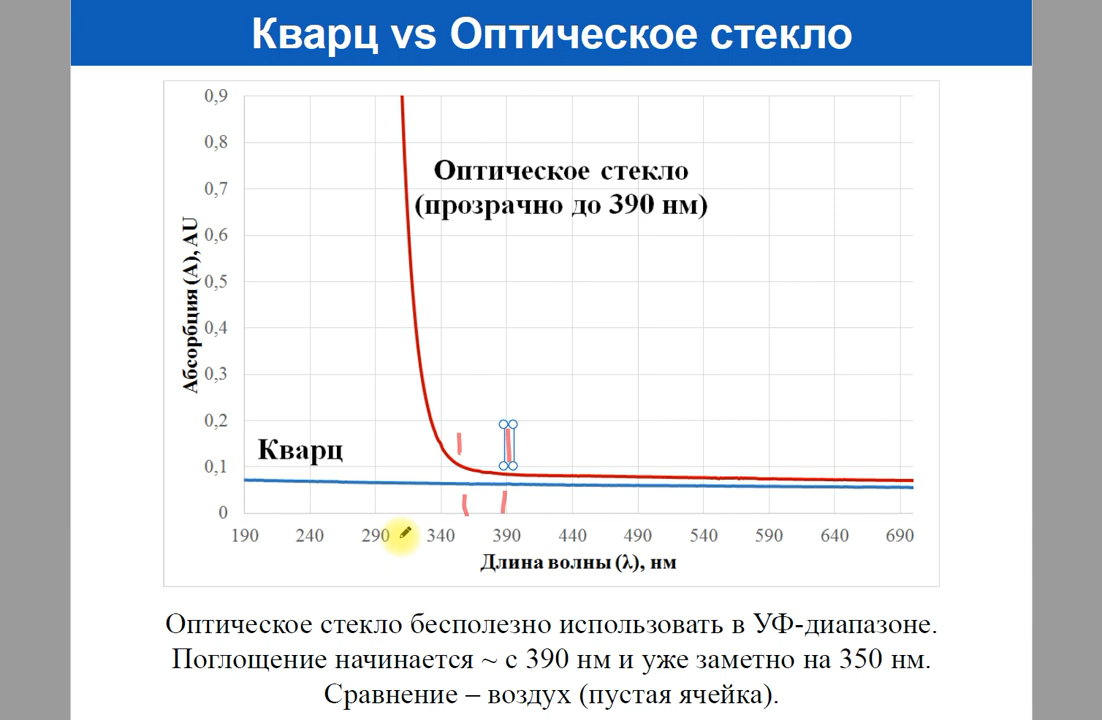 Кварц vs Оптическое стекло
0,9
0,8
0,7
0,6
0,5
0,4
0,3
0,2
0,1
0
Абсорбция (A), AU
Оптическое стекло
(прозрачно до 390 нм)
Кварц
190 240 290 340 390 440 490 540 590 640 690
Длина волны (λ), нм
Оптическое стекло бесполезно использовать в УФ-диапазоне.
Поглощение начинается ~ с 390 нм и уже заметно на 350 нм.
Сравнение – воздух (пустая ячейка).